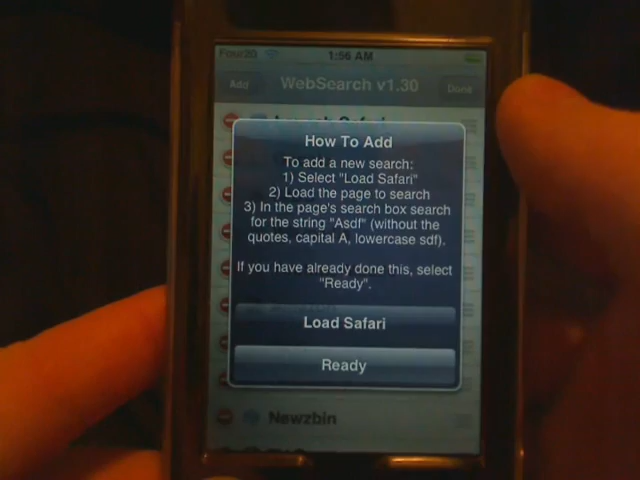 Four20 1:56 AM
Add WebSearch v1.30 Done
How To Add
To add a new search:
1) Select "Load Safari"
2) Load the page to search
3) In the page's search box search
for the string "Asdf" (without the
quotes, capital A, lowercase sdf).
If you have already done this, select
"Ready".
Load Safari
Ready
Newzbin